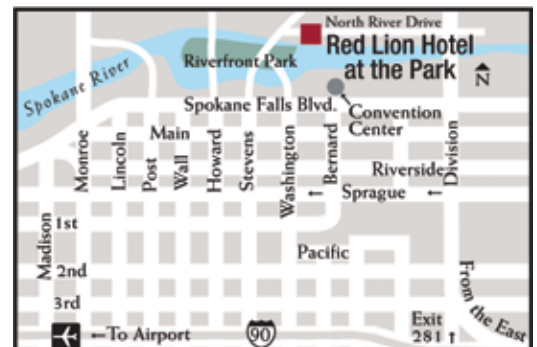 North River Drive
Red Lion Hotel
at the Park
Riverfront Park
N
Spokane River
Spokane Falls Blvd.
Convention
Center
Main
Monroe
Lincoln
Post
Wall
Howard
Stevens
Washington
Bernard
Division
Riverside
← Sprague ←
1st
Madison
Pacific
2nd
3rd
From the East
←To Airport
90
Exit
281↑